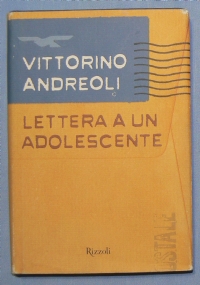 VITTORINO
ANDREOLI
LETTERA A UN
ADOLESCENTE
Rizzoli